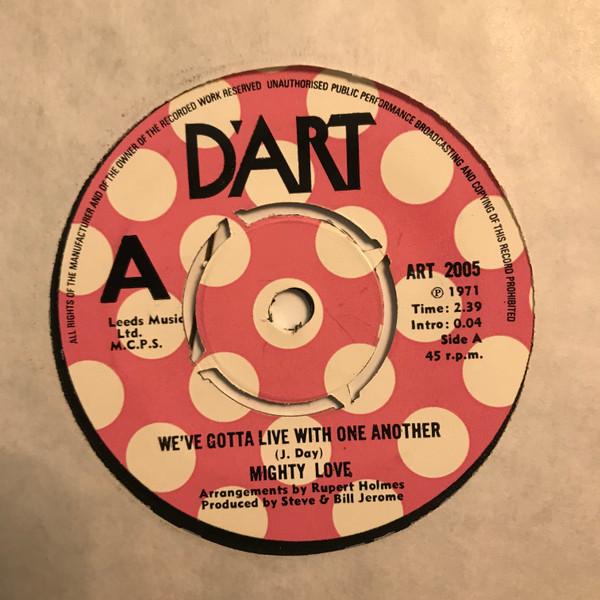 ALL RIGHTS OF THE MANUFACTURER AND OF THE OWNER OF THE RECORDED WORK RESERVED UNAUTHORISED PUBLIC PERFORMANCE BROADCASTING AND COPYING OF THIS RECORD PROHIBITED
D'ART
A
Leeds Music
Ltd.
M.C.P.S.
ART 2005
℗ 1971
Time: 2.39
Intro: 0.04
Side A
45 r.p.m.
WE'VE GOTTA LIVE WITH ONE ANOTHER
(J. Day)
MIGHTY LOVE
Arrangements by Rupert Holmes
Produced by Steve & Bill Jerome